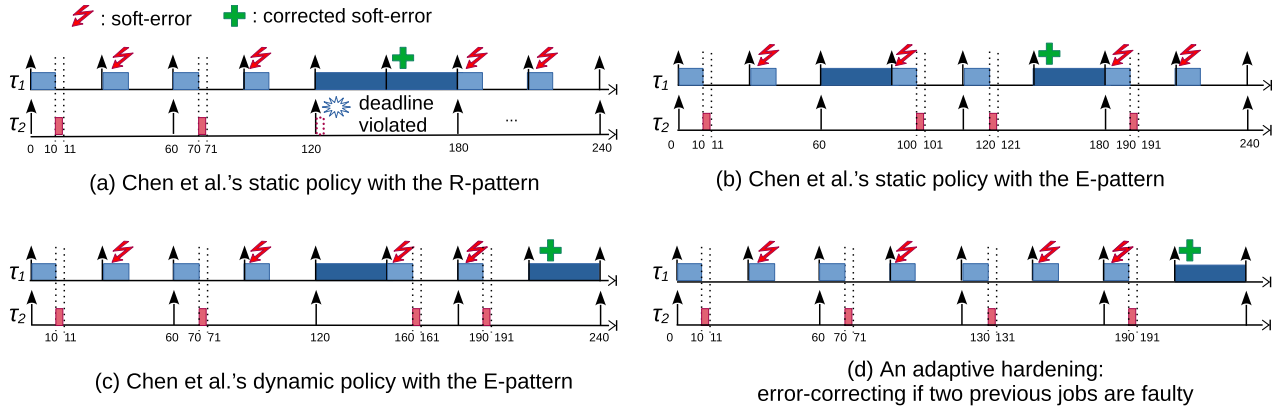 : soft-error
: corrected soft-error
τ1
τ2
deadline
violated
...
0 10 11 60 70 71 120 180 240
(a) Chen et al.'s static policy with the R-pattern
τ1
τ2
0 10 11 60 100 101 120 121 180 190 191 240
(b) Chen et al.'s static policy with the E-pattern
τ1
τ2
10 11 60 70 71 120 160 161 190 191 240
(c) Chen et al.'s dynamic policy with the E-pattern
τ1
τ2
0 10 11 60 70 71 130 131 190 191
(d) An adaptive hardening:
error-correcting if two previous jobs are faulty